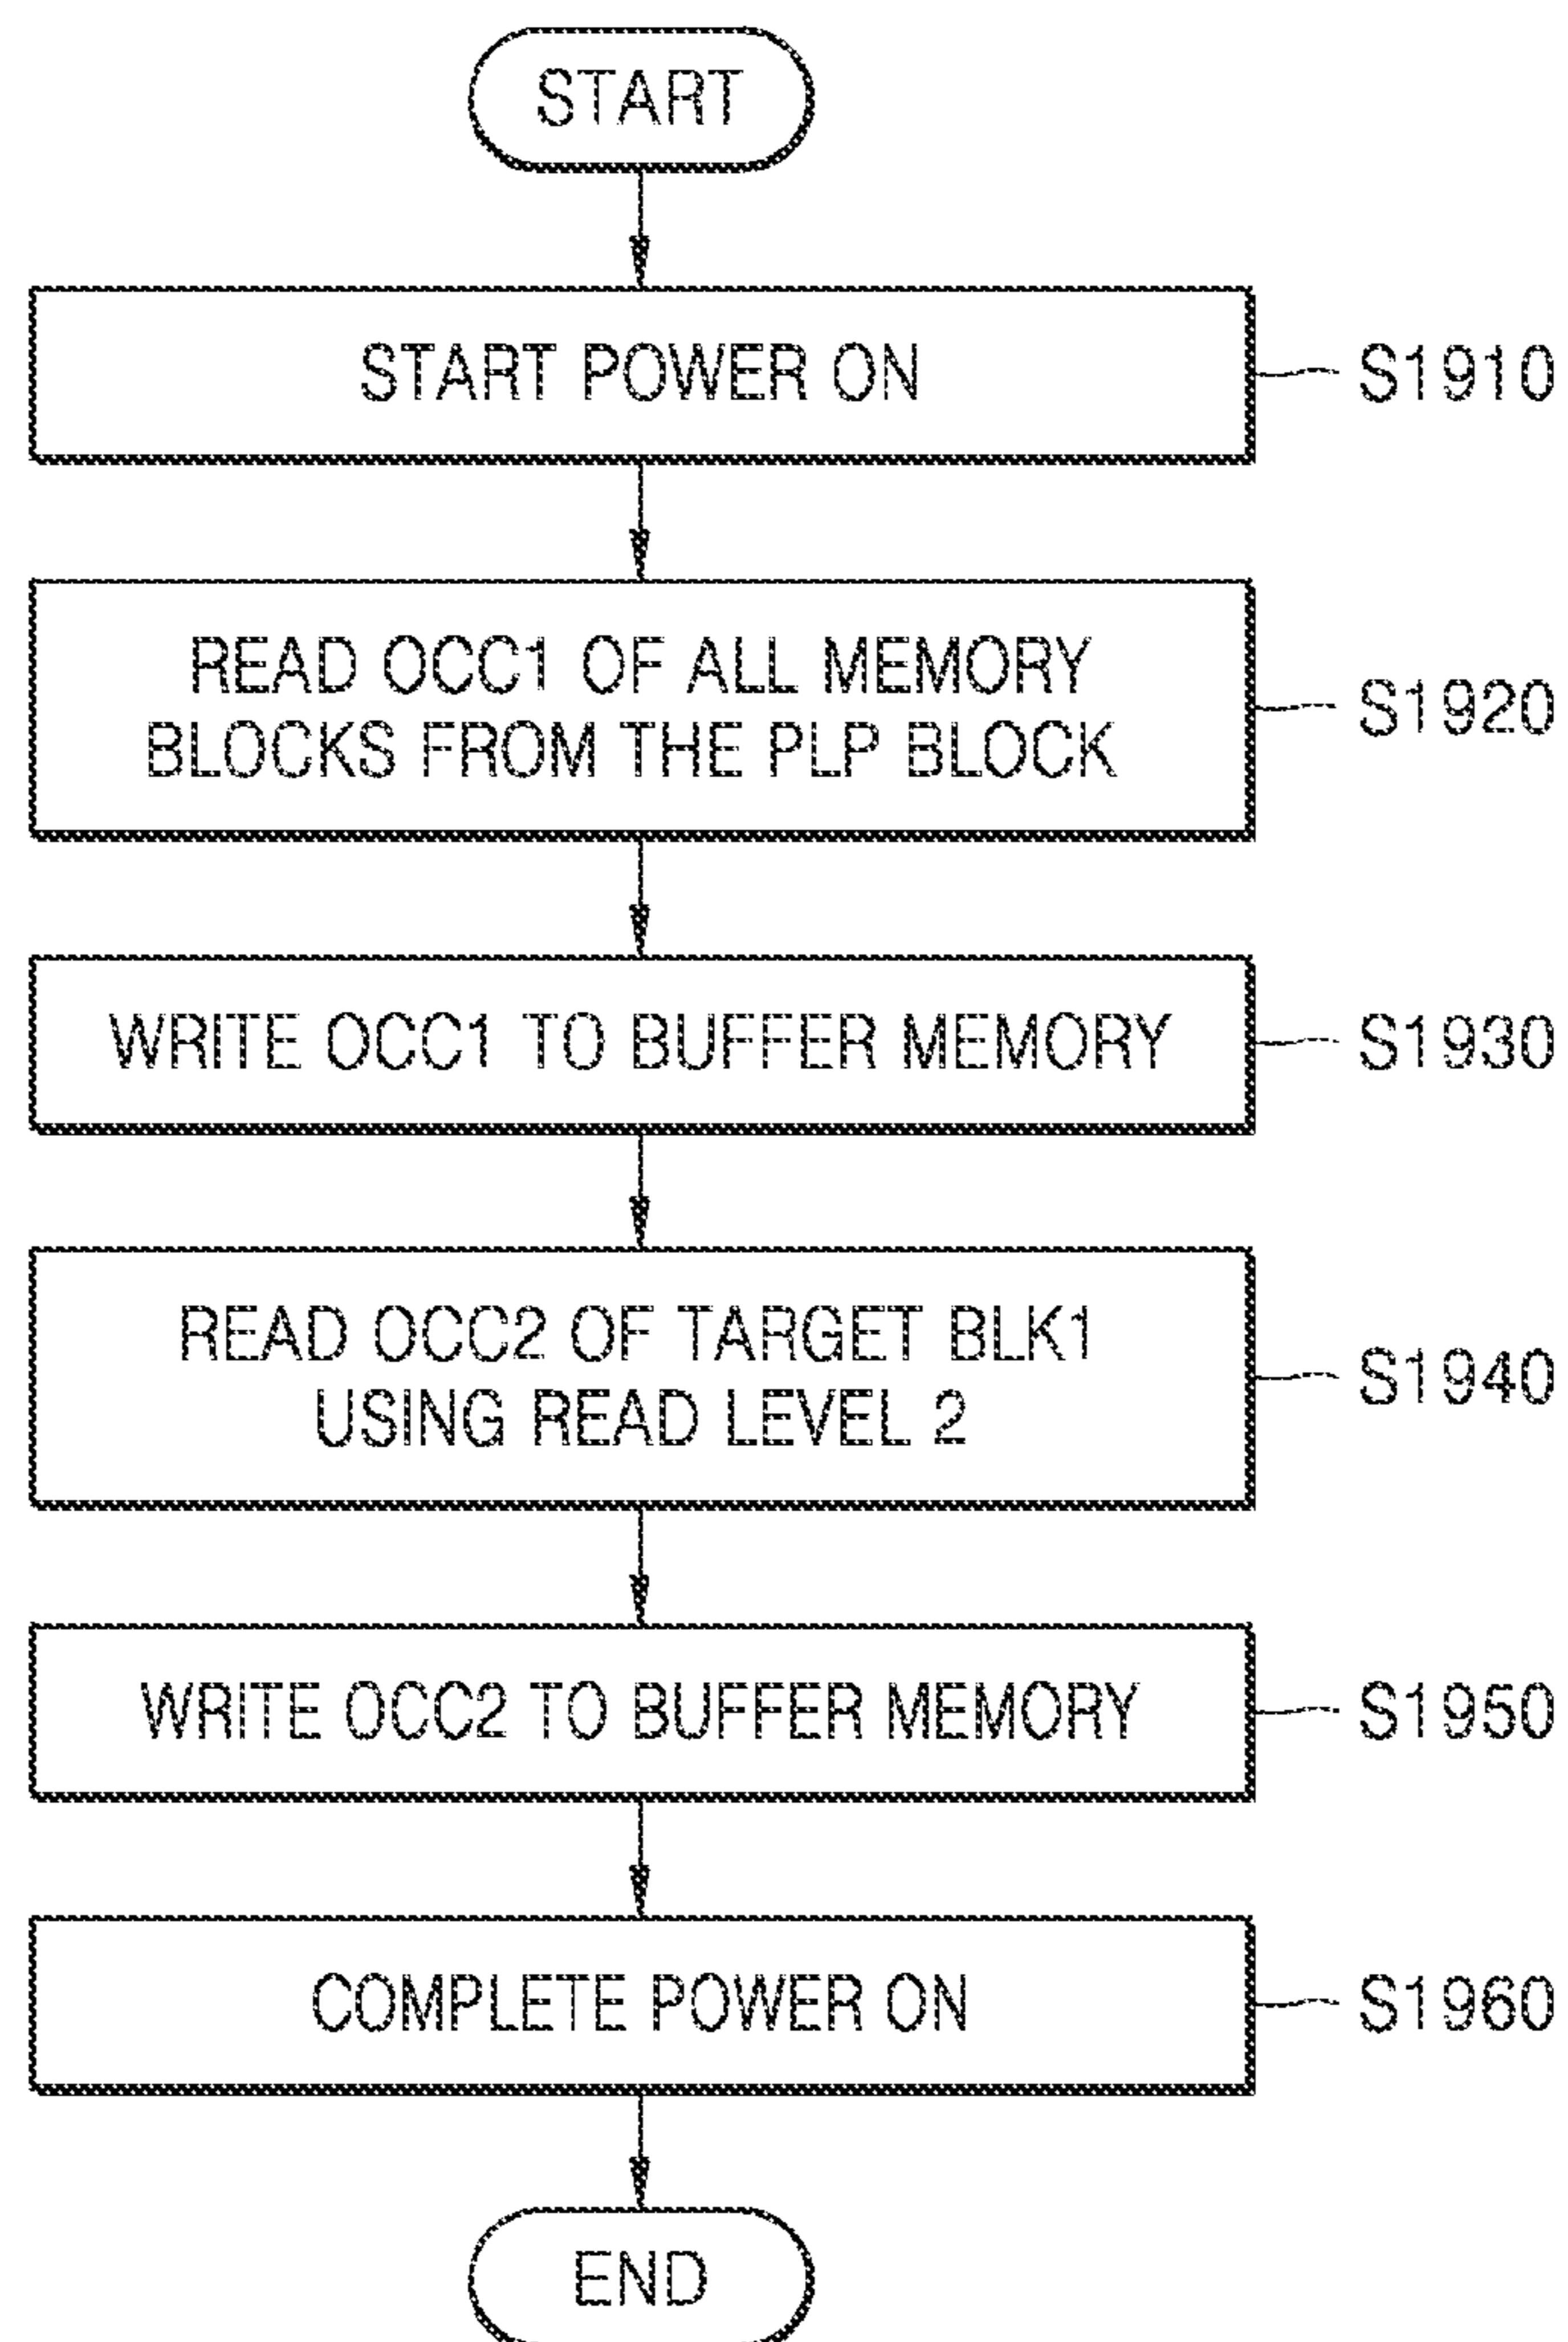 START
START POWER ON
S1910
READ OCC1 OF ALL MEMORY
BLOCKS FROM THE PLP BLOCK
S1920
WRITE OCC1 TO BUFFER MEMORY
S1930
READ OCC2 OF TARGET BLK1
USING READ LEVEL 2
S1940
WRITE OCC2 TO BUFFER MEMORY
S1950
COMPLETE POWER ON
S1960
END